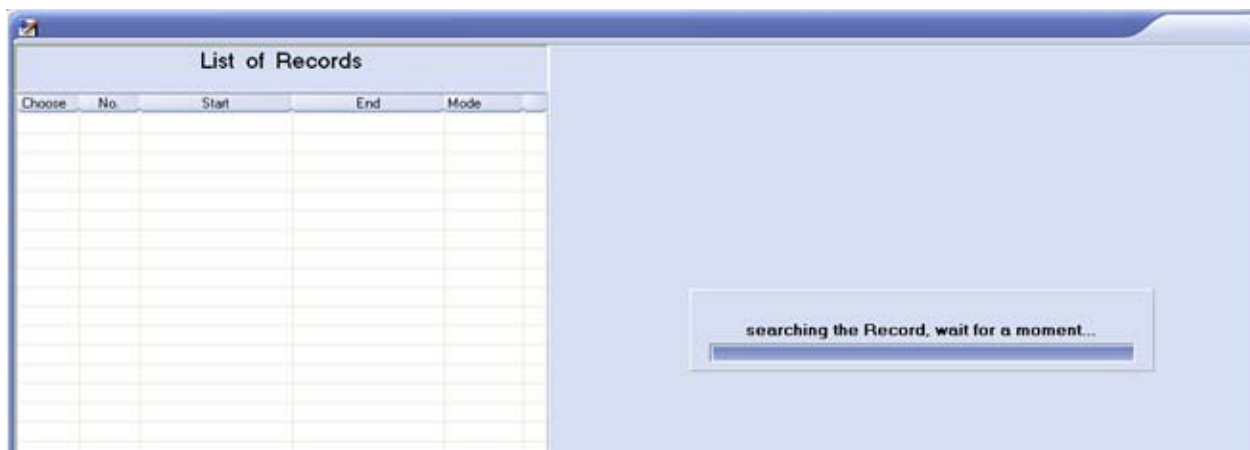 List of Records
Choose No. Start End Mode
searching the Record, wait for a moment...